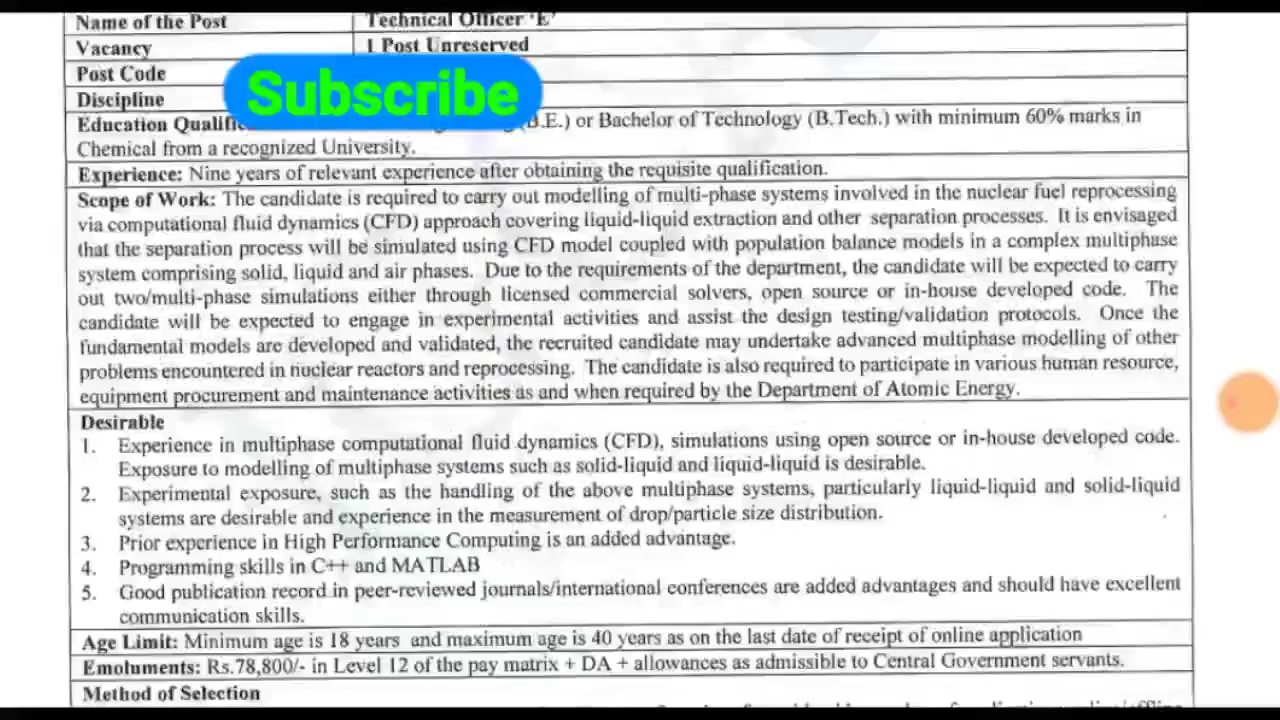 Name of the Post Technical Officer 'E'
Vacancy 1 Post Unreserved
Post Code
Discipline
Subscribe
Education B.E.) or Bachelor of Technology (B.Tech.) with minimum 60% marks in
Chemical from a recognized University.
Experience: Nine years of relevant experience after obtaining the requisite qualification.
Scope of Work: The candidate is required to carry out modelling of multi-phase systems involved in the nuclear fuel reprocessing
via computational fluid dynamics (CFD) approach covering liquid-liquid extraction and other separation processes. It is envisaged
that the separation process will be simulated using CFD model coupled with population balance models in a complex multiphase
system comprising solid, liquid and air phases. Due to the requirements of the department, the candidate will be expected to carry
out two/multi-phase simulations either through licensed commercial solvers, open source or in-house developed code. The
candidate will be expected to engage in experimental activities and assist the design testing/validation protocols. Once the
fundamental models are developed and validated, the recruited candidate may undertake advanced multiphase modelling of other
problems encountered in nuclear reactors and reprocessing. The candidate is also required to participate in various human resource,
equipment procurement and maintenance activities as and when required by the Department of Atomic Energy.
Desirable
1. Experience in multiphase computational fluid dynamics (CFD), simulations using open source or in-house developed code.
Exposure to modelling of multiphase systems such as solid-liquid and liquid-liquid is desirable.
2. Experimental exposure, such as the handling of the above multiphase systems, particularly liquid-liquid and solid-liquid
systems are desirable and experience in the measurement of drop/particle size distribution.
3. Prior experience in High Performance Computing is an added advantage.
4. Programming skills in C++ and MATLAB
5. Good publication record in peer-reviewed journals/international conferences are added advantages and should have excellent
communication skills.
Age Limit: Minimum age is 18 years and maximum age is 40 years as on the last date of receipt of online application
Emoluments: Rs.78,800/- in Level 12 of the pay matrix + DA + allowances as admissible to Central Government servants.
Method of Selection